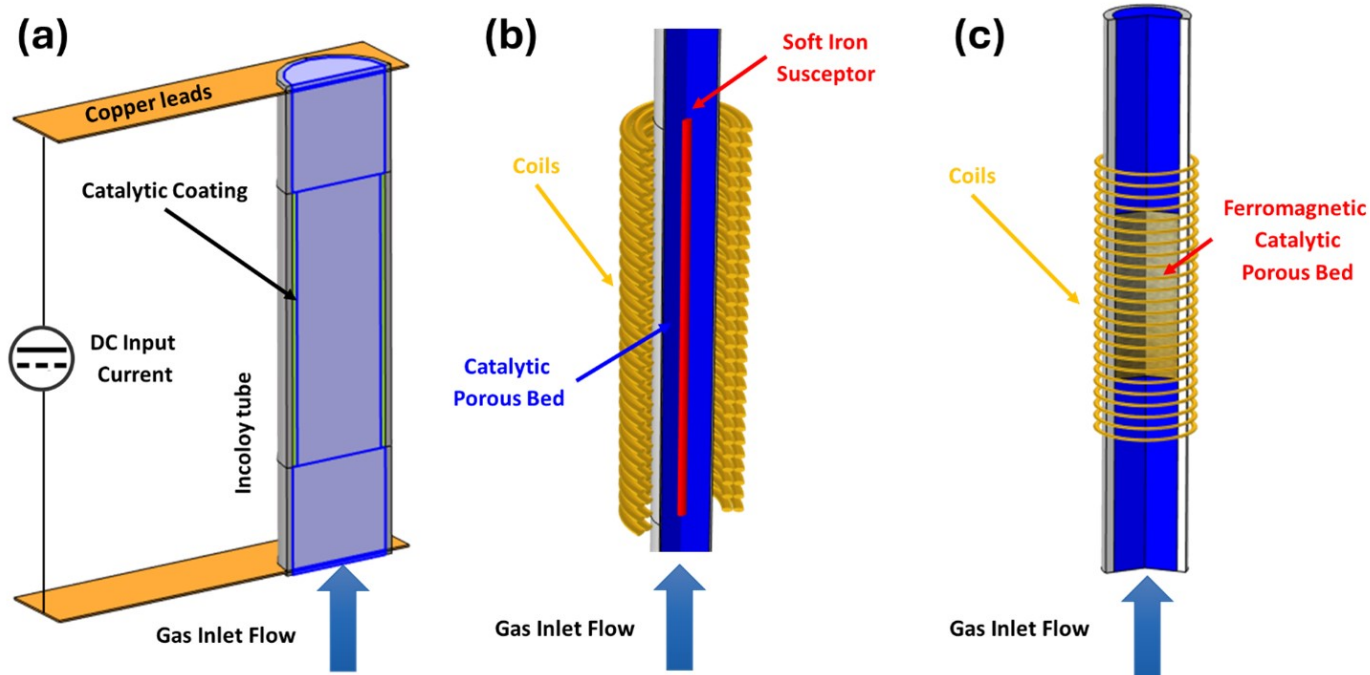 (a)
Copper leads
Catalytic Coating
DC Input
Current
Incoloy tube
Gas Inlet Flow
(b)
Soft Iron
Susceptor
Coils
Catalytic
Porous Bed
Gas Inlet Flow
(c)
Coils
Ferromagnetic
Catalytic
Porous Bed
Gas Inlet Flow